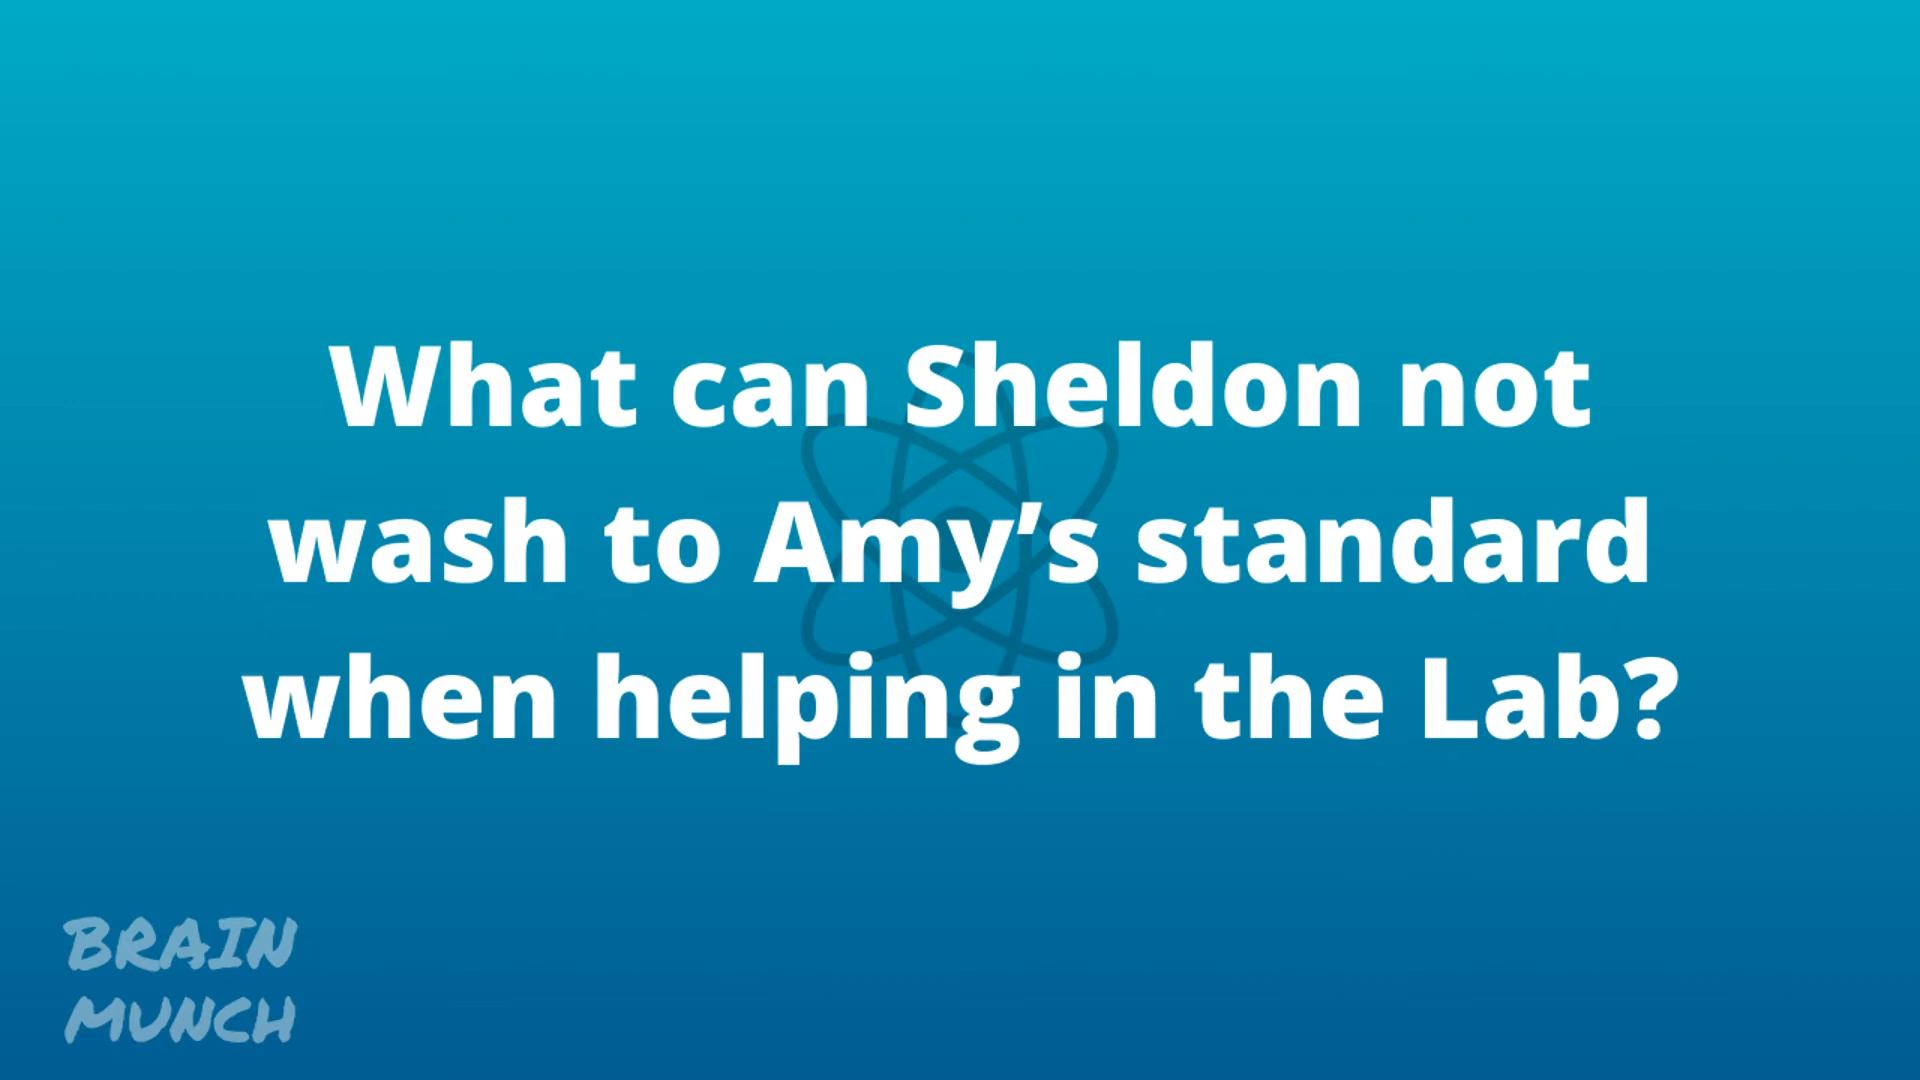 What can Sheldon not
wash to Amy’s standard
when helping in the Lab?
BRAIN
MUNCH